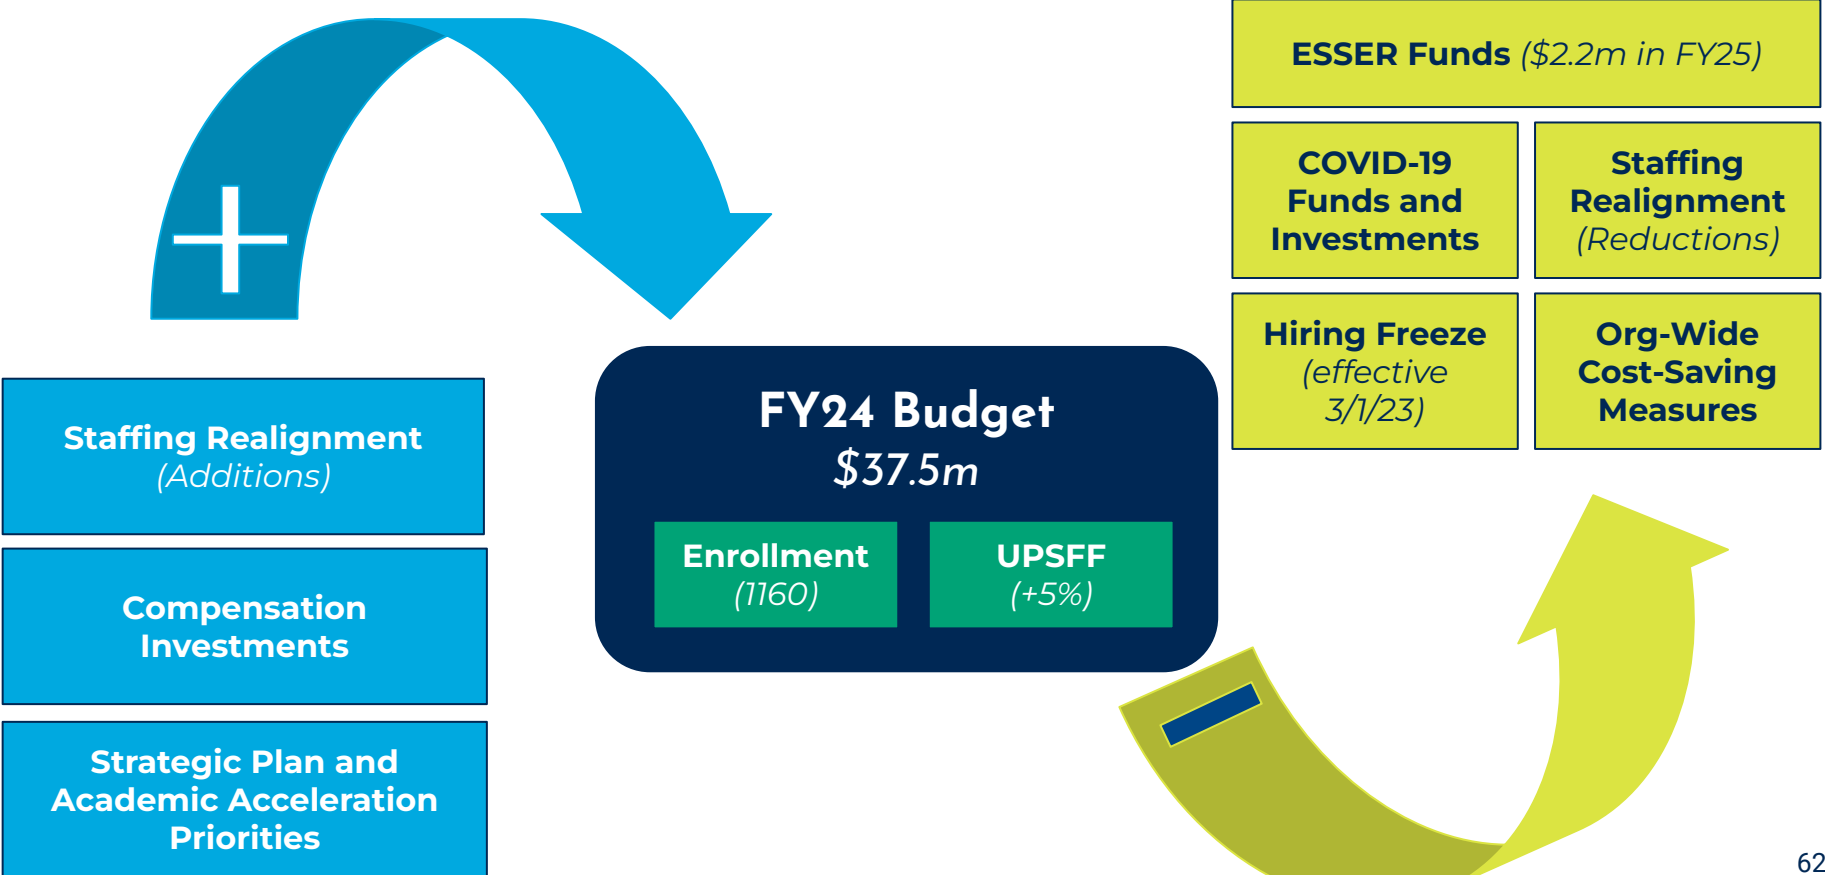 Staffing Realignment
(Additions)
Compensation
Investments
Strategic Plan and
Academic Acceleration
Priorities
FY24 Budget
$37.5m
Enrollment
(1160)
UPSFF
(+5%)
ESSER Funds ($2.2m in FY25)
COVID-19
Funds and
Investments
Staffing
Realignment
(Reductions)
Hiring Freeze
(effective
3/1/23)
Org-Wide
Cost-Saving
Measures
62